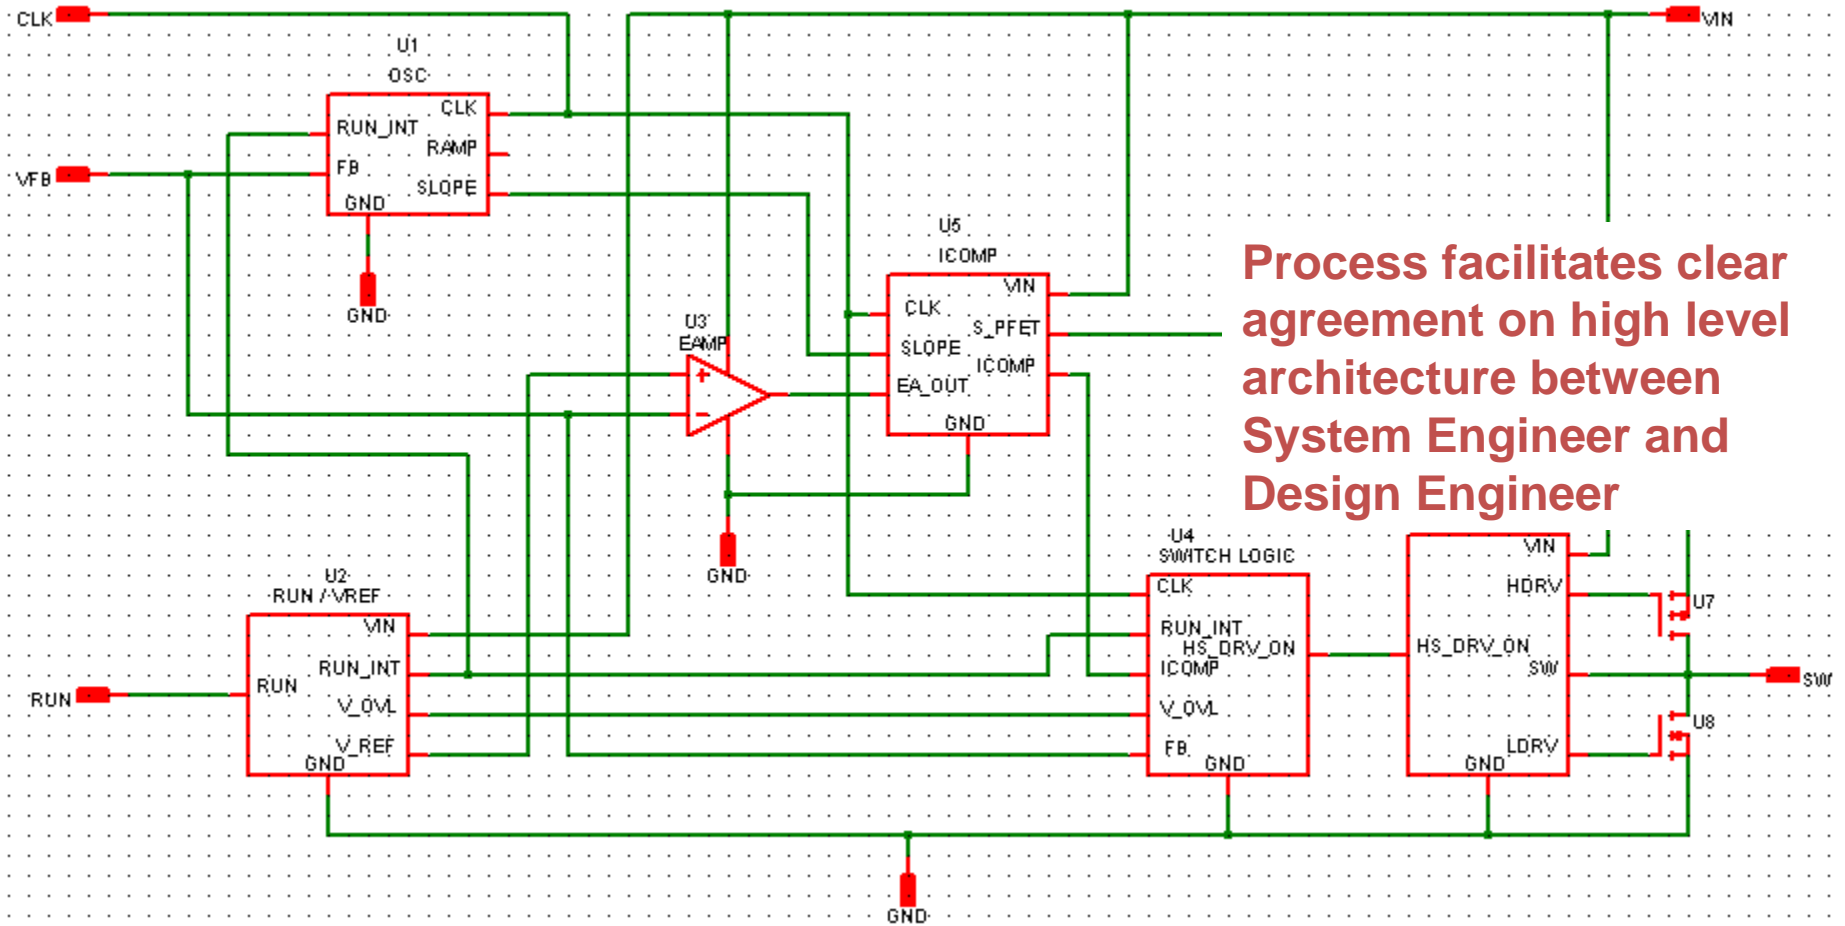 CLK
VIN
U1
OSC
CLK
RUN_INT
RAMP
VFB
FB
SLOPE
GND
GND
U5
ICOMP
VIN
CLK
S_PFET
SLOPE
ICOMP
EA_OUT
GND
U3
EAMP
+
-
GND
Process facilitates clear
agreement on high level
architecture between
System Engineer and
Design Engineer
U2
RUN / VREF
VIN
RUN_INT
RUN
RUN
V_OVL
V_REF
GND
U4
SWITCH LOGIC
CLK
RUN_INT
HS_DRV_ON
ICOMP
V_OVL
FB
GND
VIN
HDRV
HS_DRV_ON
SW
LDRV
GND
U7
SW
U8
GND